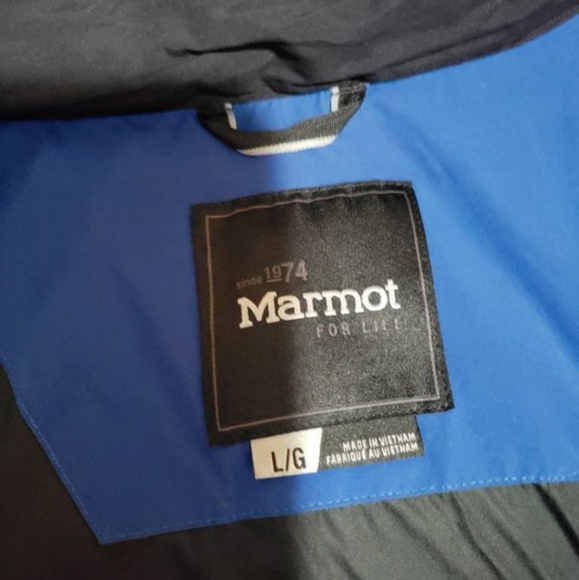 since 1974
Marmot
FOR LIFE
L/G
MADE IN VIETNAM
FABRIQUÉ AU VIETNAM